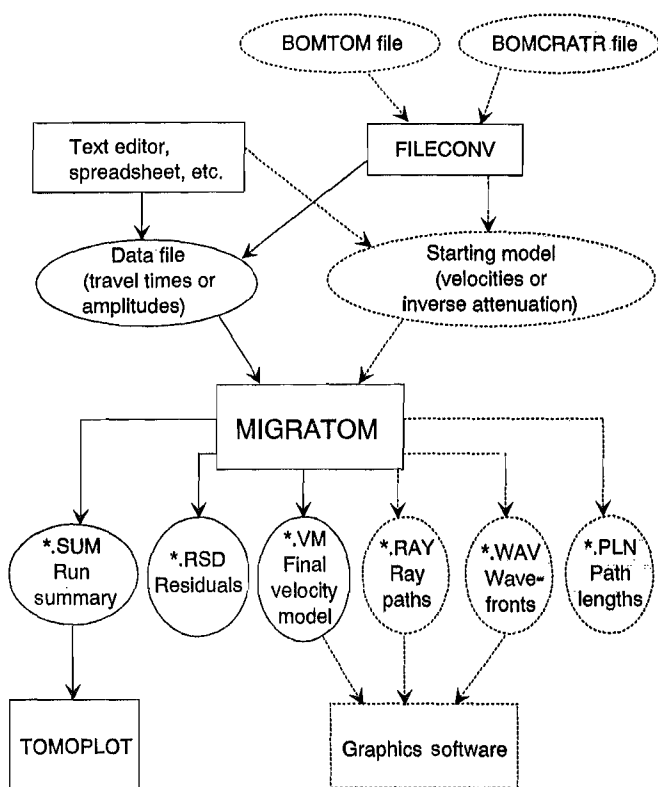 BOMTOM file
BOMCRATR file
Text editor,
spreadsheet, etc.
FILECONV
Data file
(travel times or
amplitudes)
Starting model
(velocities or
inverse attenuation)
MIGRATOM
*.SUM
Run
summary
*.RSD
Residuals
*.VM
Final
velocity
model
*.RAY
Ray
paths
*.WAV
Wave-
fronts
*.PLN
Path
lengths
TOMOPLOT
Graphics software